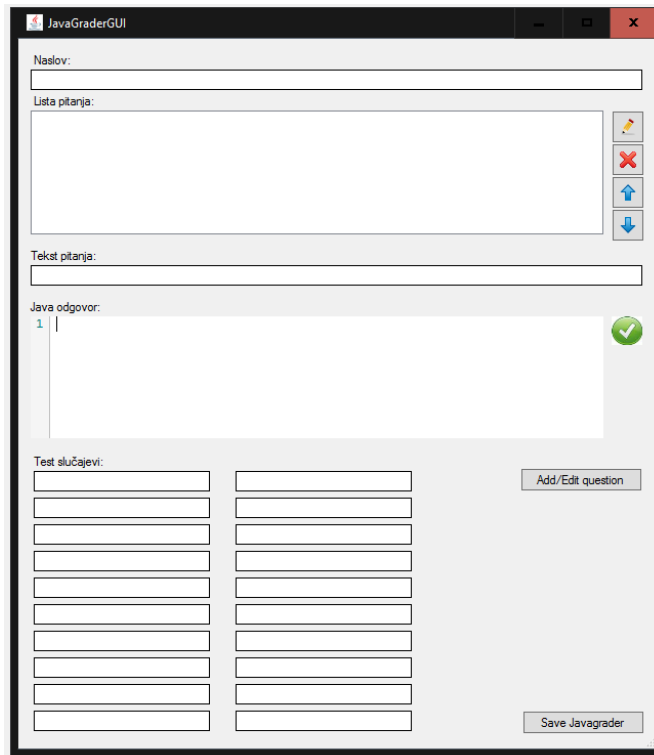 JavaGraderGUI
Naslov:
Lista pitanja:
Tekst pitanja:
Java odgovor:
1
Test slučajevi:
Add/Edit question
Save Javagrader